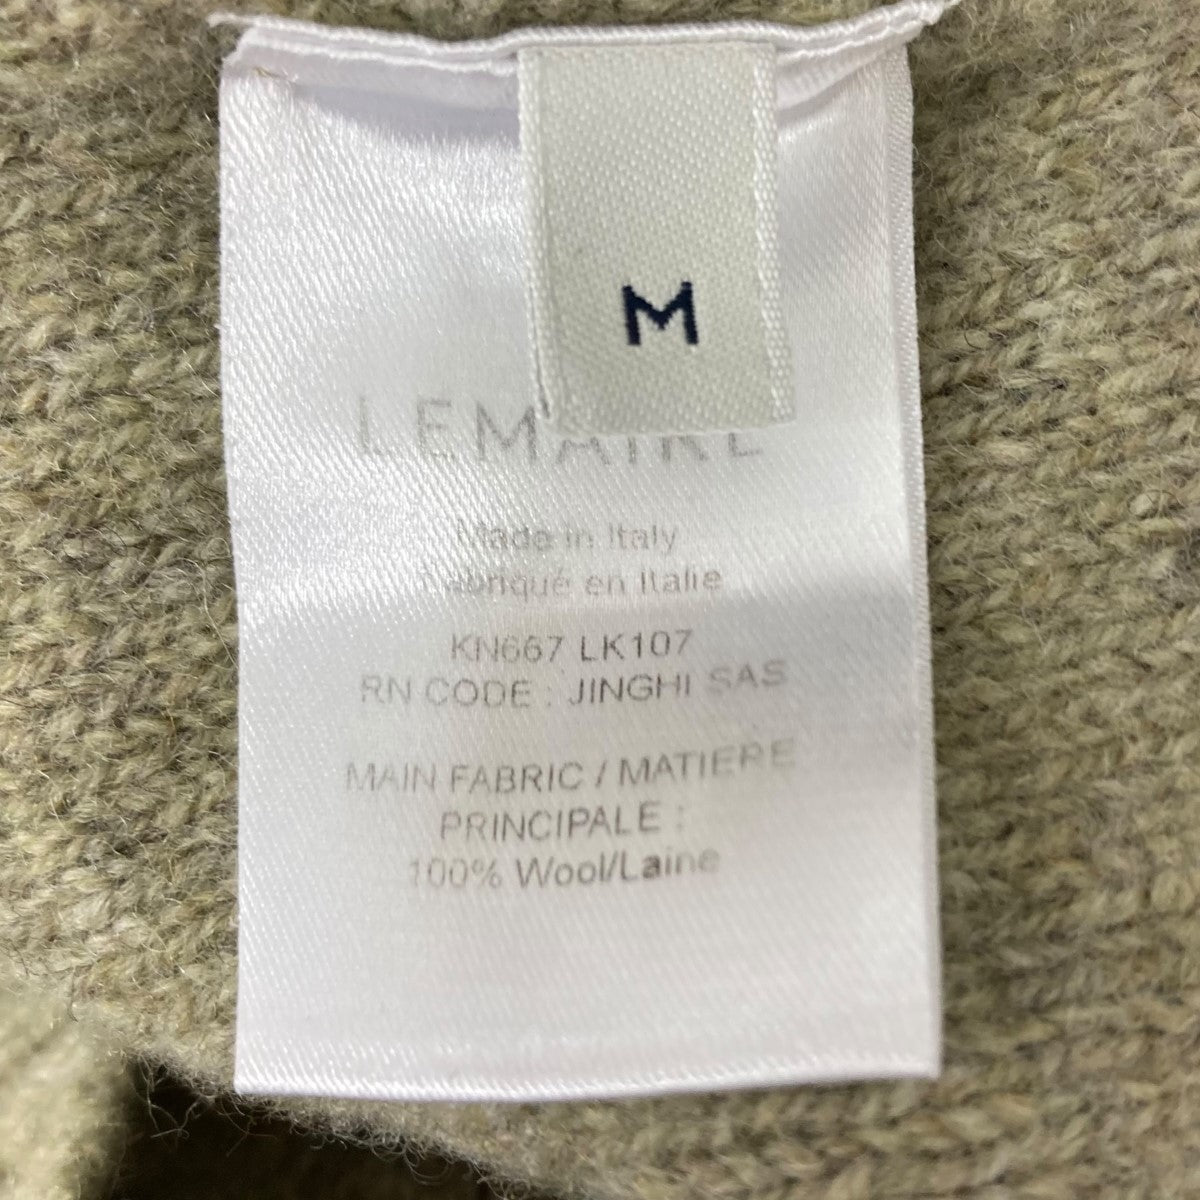 M
LEMAIRE
Made in Italy
Fabriqué en Italie
KN667 LK107
RN CODE : JINGHI SAS
MAIN FABRIC / MATIERE
PRINCIPALE :
100% Wool/Laine